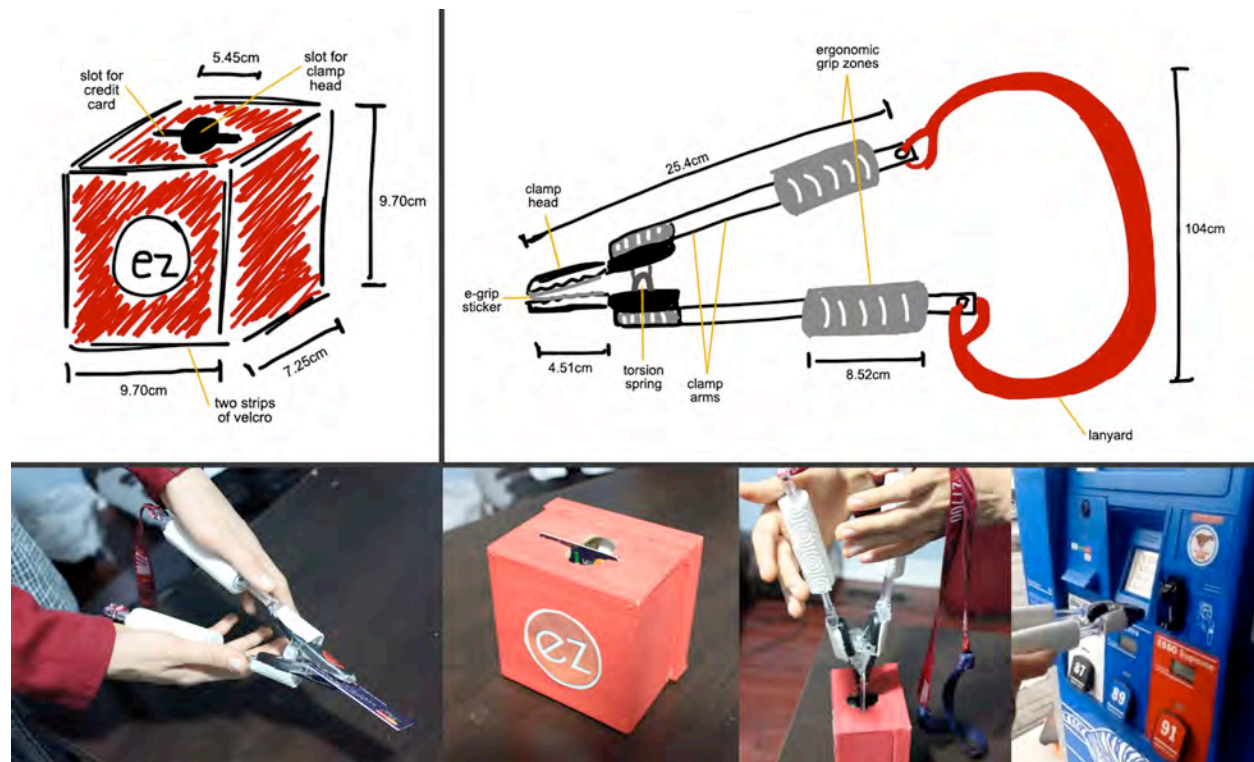 5.45cm
slot for
credit
card
slot for
clamp
head
9.70cm
ez
7.25cm
9.70cm
two strips
of velcro
ergonomic
grip zones
25.4cm
clamp
head
104cm
e-grip
sticker
4.51cm
torsion
spring
clamp
arms
8.52cm
lanyard
ez
ESSO Supreme
87
89
91